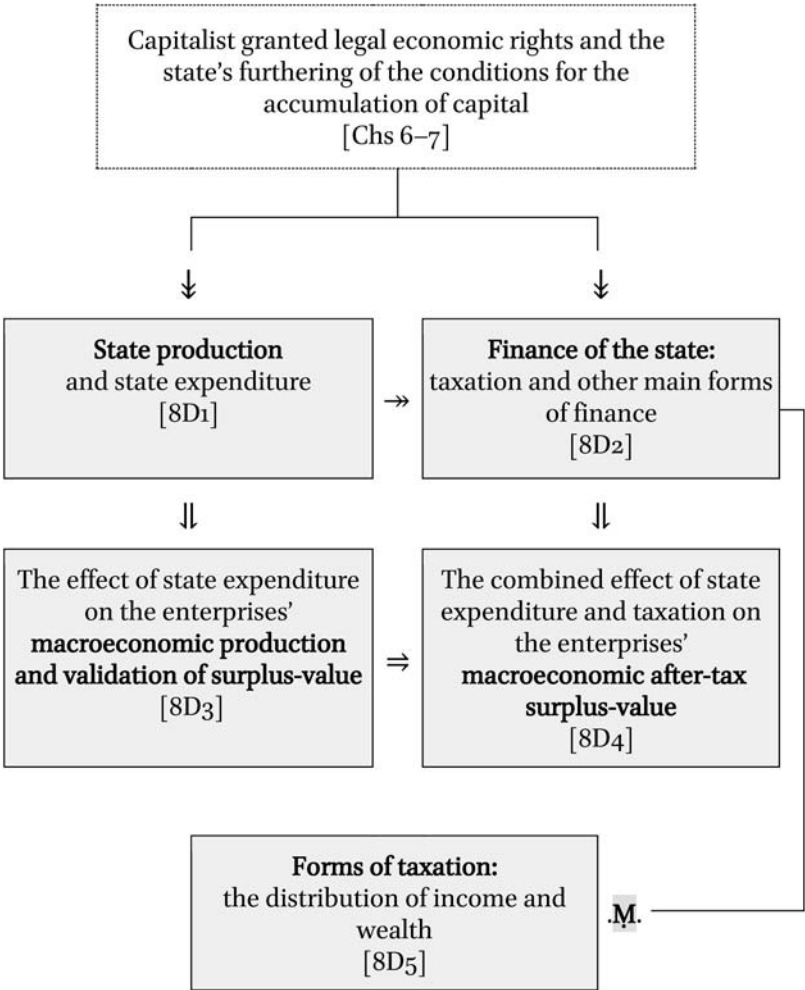 Capitalist granted legal economic rights and the
state’s furthering of the conditions for the
accumulation of capital
[Chs 6–7]
State production
and state expenditure
[8D1]
Finance of the state:
taxation and other main forms
of finance
[8D2]
The effect of state expenditure
on the enterprises’
macroeconomic production
and validation of surplus-value
[8D3]
The combined effect of state
expenditure and taxation on
the enterprises’
macroeconomic after-tax
surplus-value
[8D4]
Forms of taxation:
the distribution of income and
wealth
[8D5]
.Ṃ.